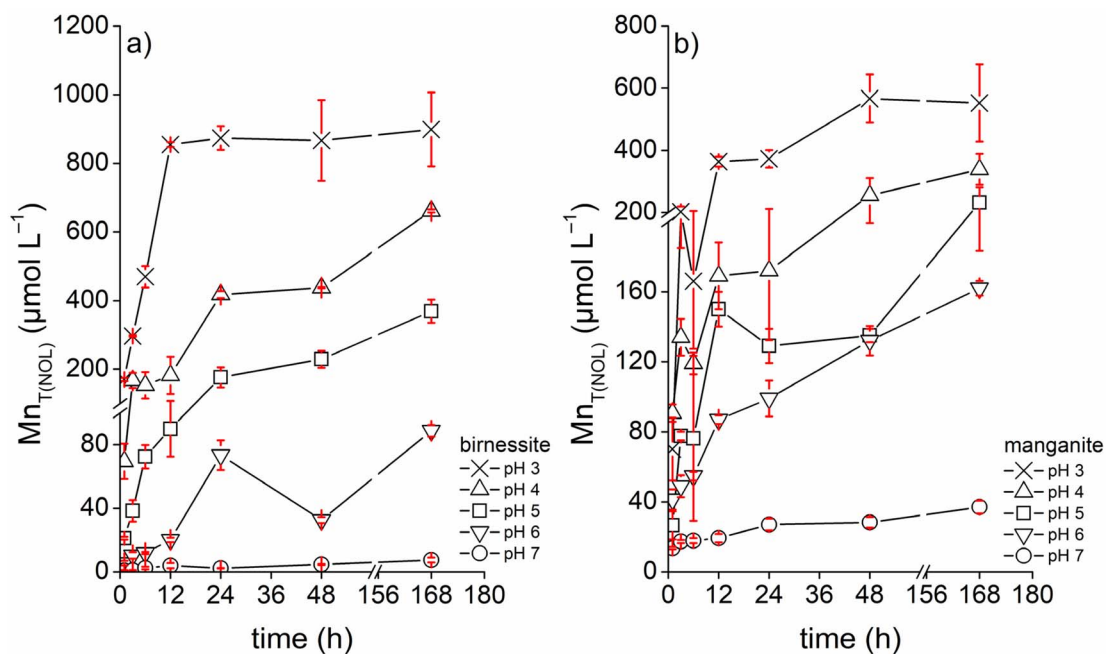 a)
Mn_T(NOL) (µmol L⁻¹)
1200
1000
800
600
400
200
80
40
0
birnessite
pH 3
pH 4
pH 5
pH 6
pH 7
0 12 24 36 48 156 168 180
time (h)
b)
Mn_T(NOL) (µmol L⁻¹)
800
600
400
200
160
120
80
40
0
manganite
pH 3
pH 4
pH 5
pH 6
pH 7
0 12 24 36 48 156 168 180
time (h)